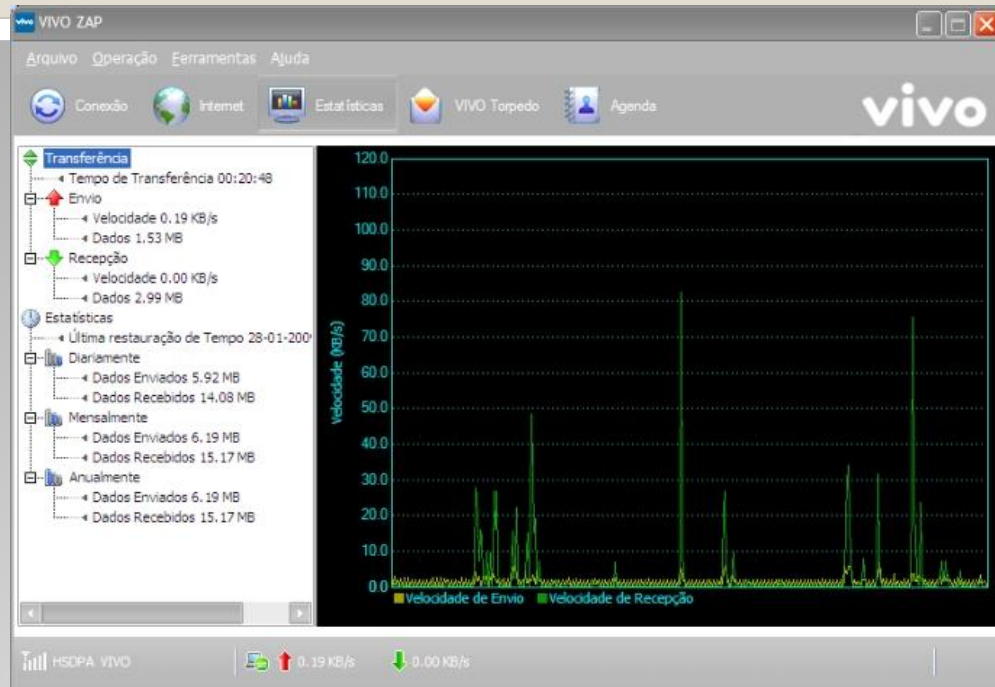 vivo VIVO ZAP
Arquivo Operação Ferramentas Ajuda
Conexão Internet Estatísticas VIVO Torpedo Agenda vivo
Transferência
Tempo de Transferência 00:20:48
Envio
Velocidade 0.19 KB/s
Dados 1.53 MB
Recepção
Velocidade 0.00 KB/s
Dados 2.99 MB
Estatísticas
Última restauração de Tempo 28-01-200
Diariamente
Dados Enviados 5.92 MB
Dados Recebidos 14.08 MB
Mensalmente
Dados Enviados 6.19 MB
Dados Recebidos 15.17 MB
Anualmente
Dados Enviados 6.19 MB
Dados Recebidos 15.17 MB
Velocidade (KB/s)
120.0
110.0
100.0
90.0
80.0
70.0
60.0
50.0
40.0
30.0
20.0
10.0
0.0
Velocidade de Envio Velocidade de Recepção
HSDPA VIVO 0.19 KB/s 0.00 KB/s